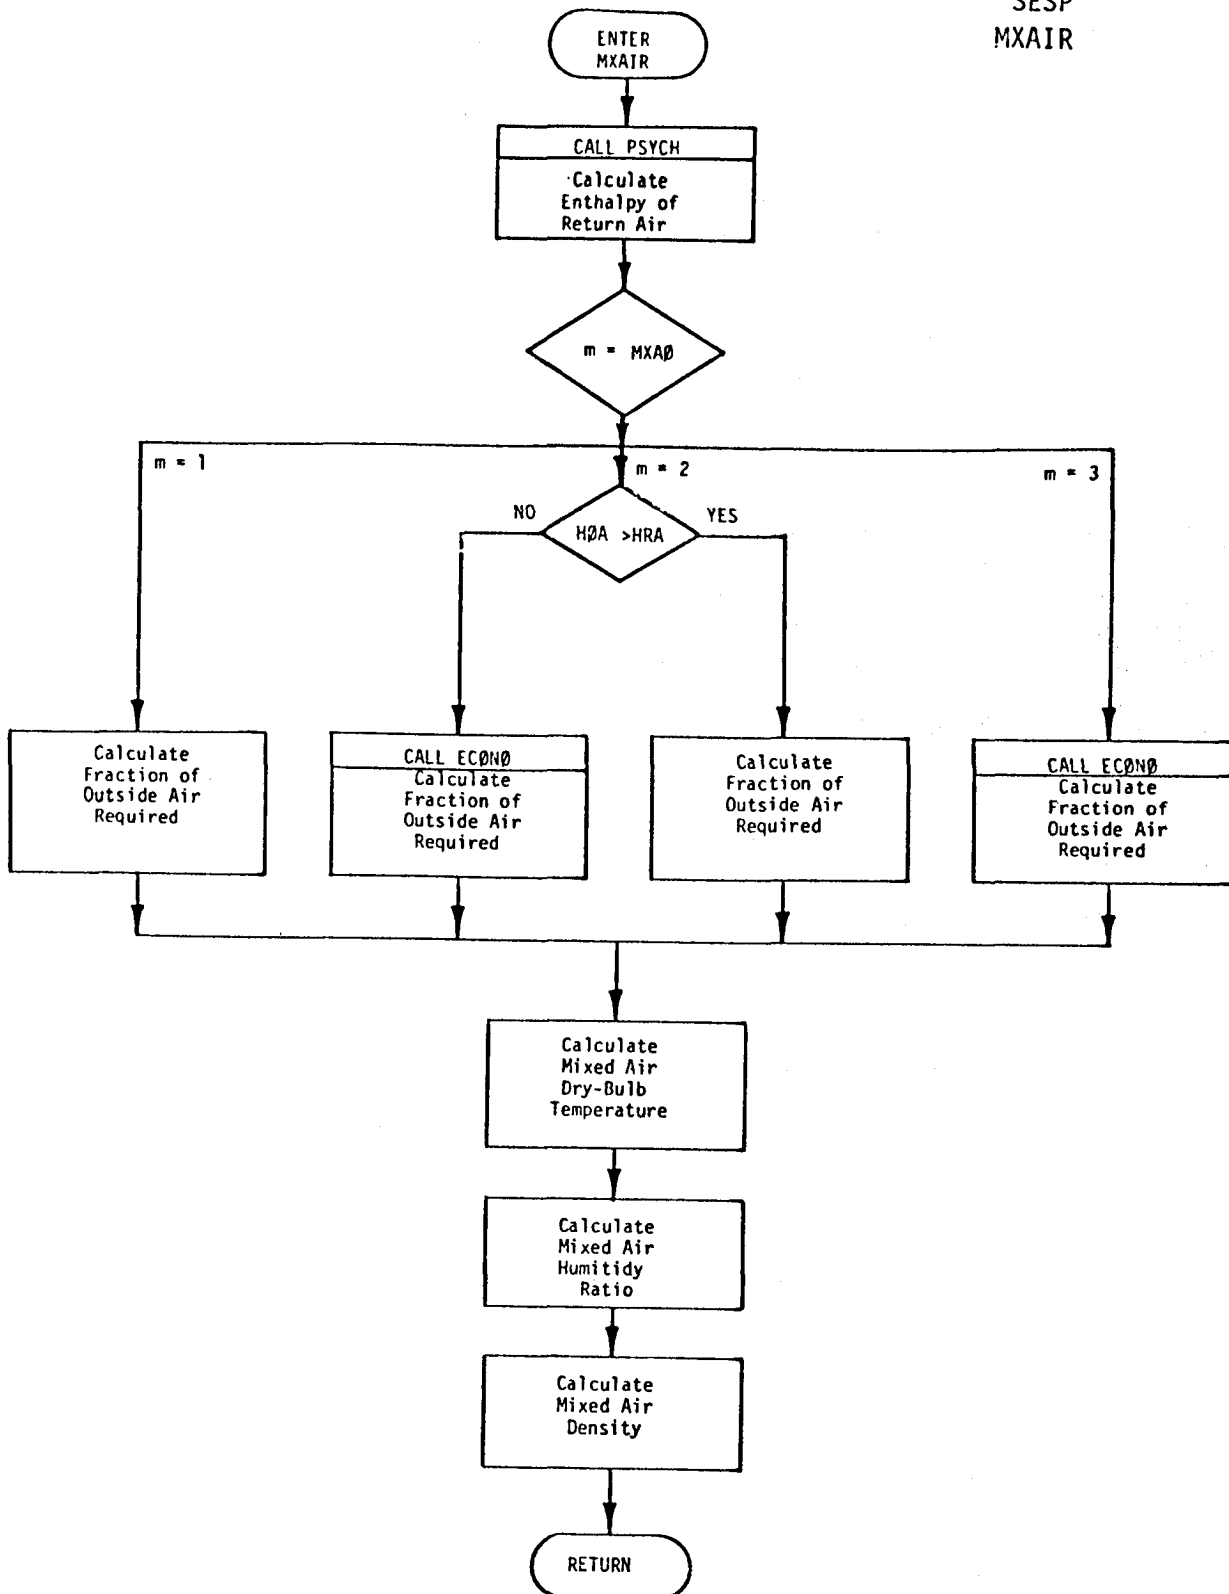 SESP
MXAIR
ENTER
MXAIR
CALL PSYCH
Calculate
Enthalpy of
Return Air
m = MXAØ
m = 1
m = 2
m = 3
NO
HØA >HRA
YES
Calculate
Fraction of
Outside Air
Required
CALL ECØNØ
Calculate
Fraction of
Outside Air
Required
Calculate
Fraction of
Outside Air
Required
CALL ECØNØ
Calculate
Fraction of
Outside Air
Required
Calculate
Mixed Air
Dry-Bulb
Temperature
Calculate
Mixed Air
Humitidy
Ratio
Calculate
Mixed Air
Density
RETURN